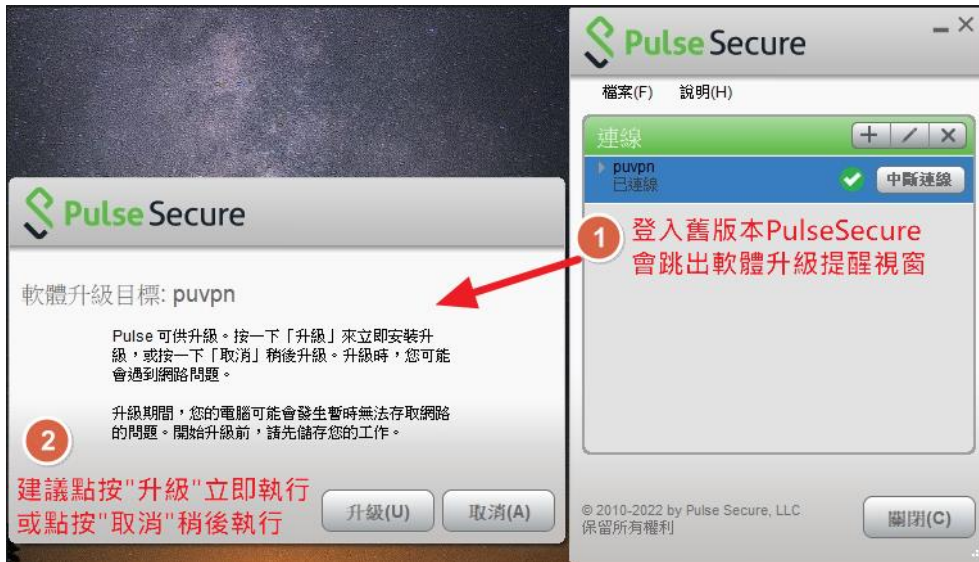 Pulse Secure
檔案(F) 說明(H)
連線
puvpn
已連線
中斷連線
1
登入舊版本PulseSecure
會跳出軟體升級提醒視窗
© 2010-2022 by Pulse Secure, LLC
保留所有權利
關閉(C)
Pulse Secure
軟體升級目標: puvpn
Pulse 可供升級。按一下「升級」來立即安裝升
級，或按一下「取消」稍後升級。升級時，您可能
會遇到網路問題。
升級期間，您的電腦可能會發生暫時無法存取網路
的問題。開始升級前，請先儲存您的工作。
2
建議點按"升級"立即執行
或點按"取消"稍後執行
升級(U)
取消(A)